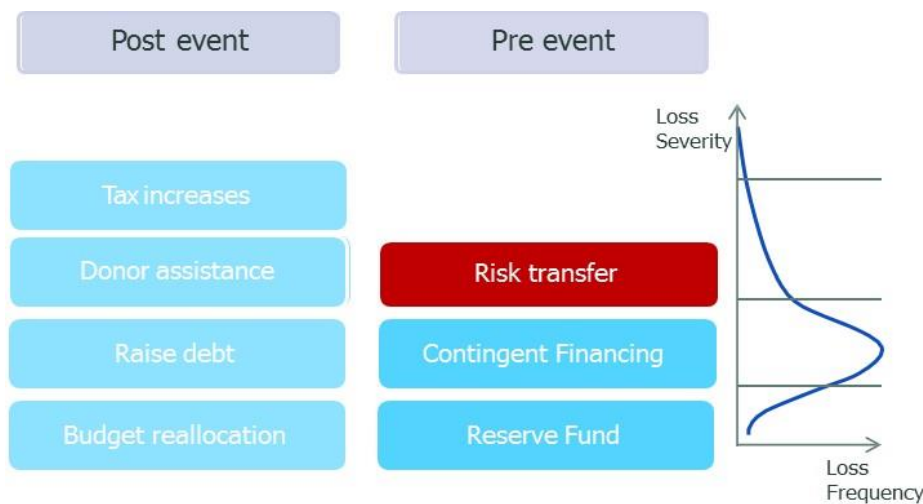 Post event
Pre event
Loss
Severity
Tax increases
Donor assistance
Risk transfer
Raise debt
Contingent Financing
Budget reallocation
Reserve Fund
Loss
Frequency